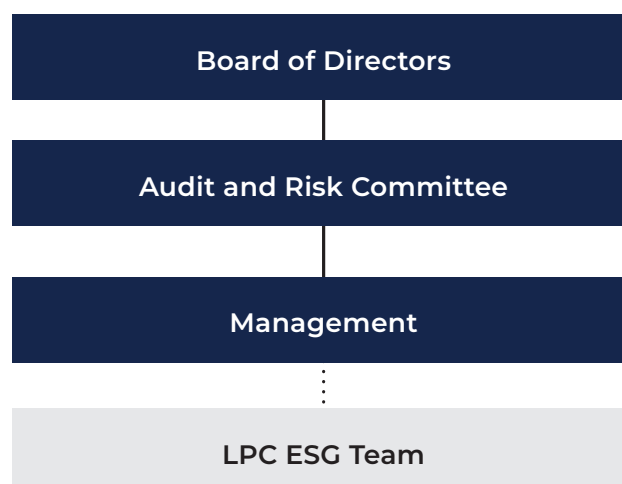 Board of Directors
Audit and Risk Committee
Management
LPC ESG Team